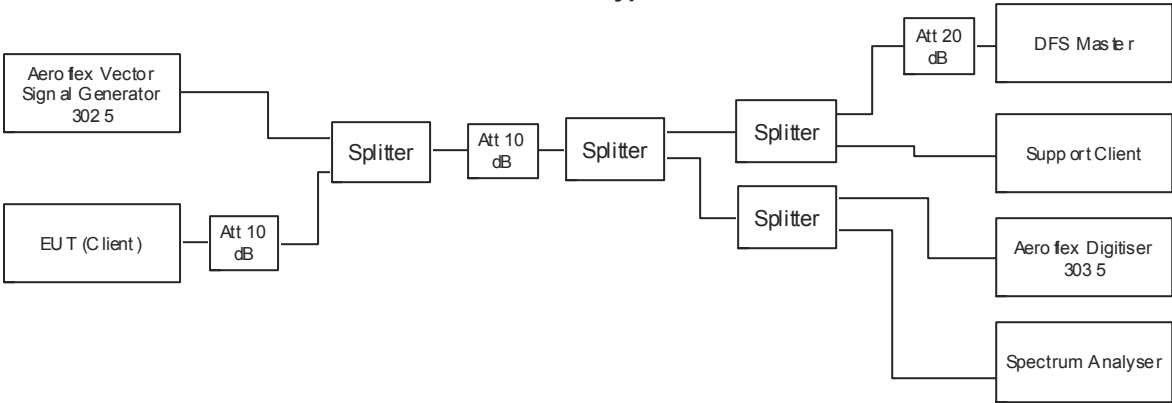 Att 20
dB
DFS Master
Aeroflex Vector
Signal Generator
3025
Splitter
Att 10
dB
Splitter
Splitter
Support Client
EUT (Client)
Att 10
dB
Splitter
Aeroflex Digitiser
3035
Spectrum Analyser